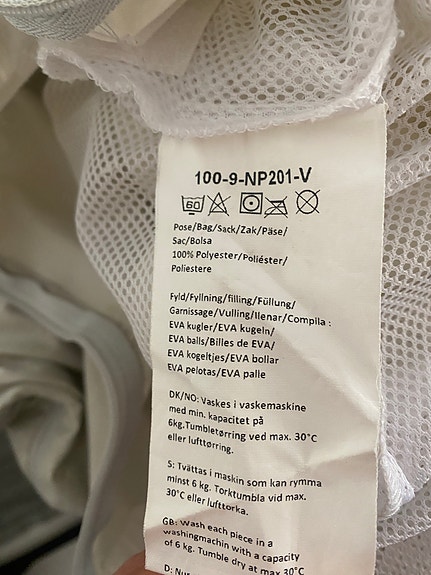 100-9-NP201-V
60
Pose/Bag/Sack/Zak/Päse/
Sac/Bolsa
100% Polyester/Poliéster/
Poliestere
Fyld/Fyllning/filling/Füllung/
Garnissage/Vulling/llenar/Compila :
EVA kugler/EVA kugeln/
EVA balls/Billes de EVA/
EVA kogeltjes/EVA bollar
EVA pelotas/EVA palle
DK/NO: Vaskes i vaskemaskine
med min. kapacitet på
6kg.Tumbletørring ved max. 30°C
eller lufttørring.
S: Tvättas i maskin som kan rymma
minst 6 kg. Torktumbla vid max.
30°C eller lufttorka.
GB: Wash each piece in a
washingmachin with a capacity
of 6 kg. Tumble dry at max 30°C
D: